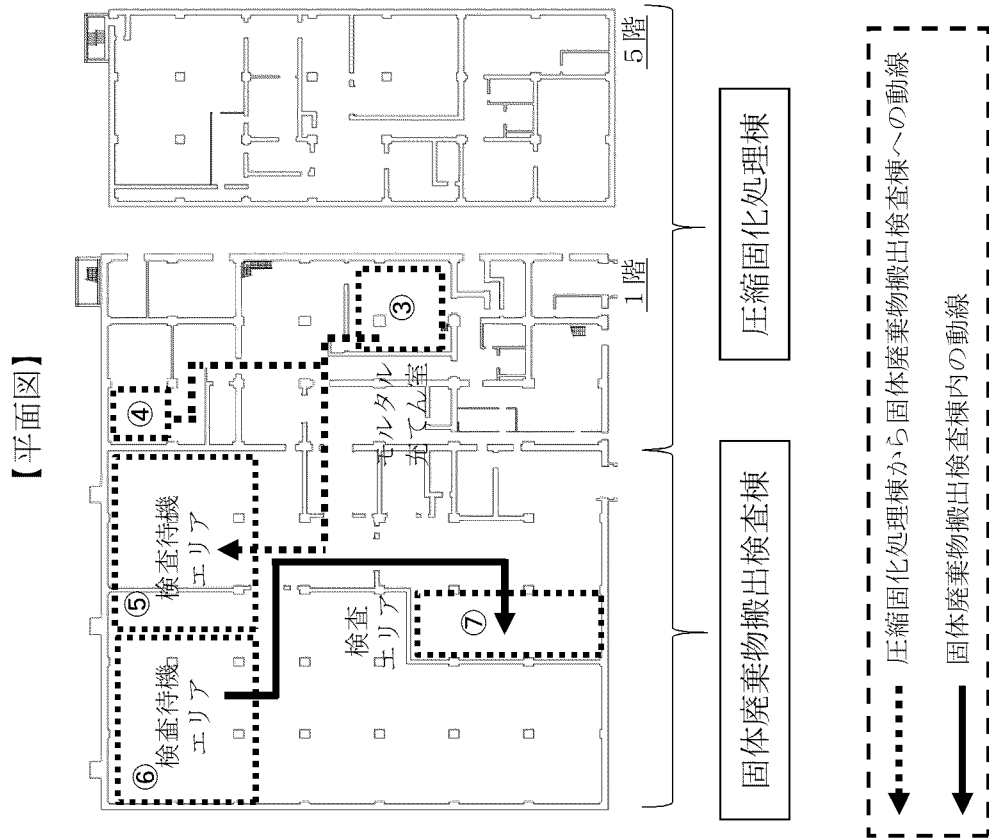 【平面図】
⑥
検査待機
エリア
⑤
検査待機
エリア
④
③
モルタル
充てん室
検査
エリア
⑦
1階
5階
固体廃棄物搬出検査棟
圧縮固化処理棟
圧縮固化処理棟から固体廃棄物搬出検査棟への動線
固体廃棄物搬出検査棟内の動線